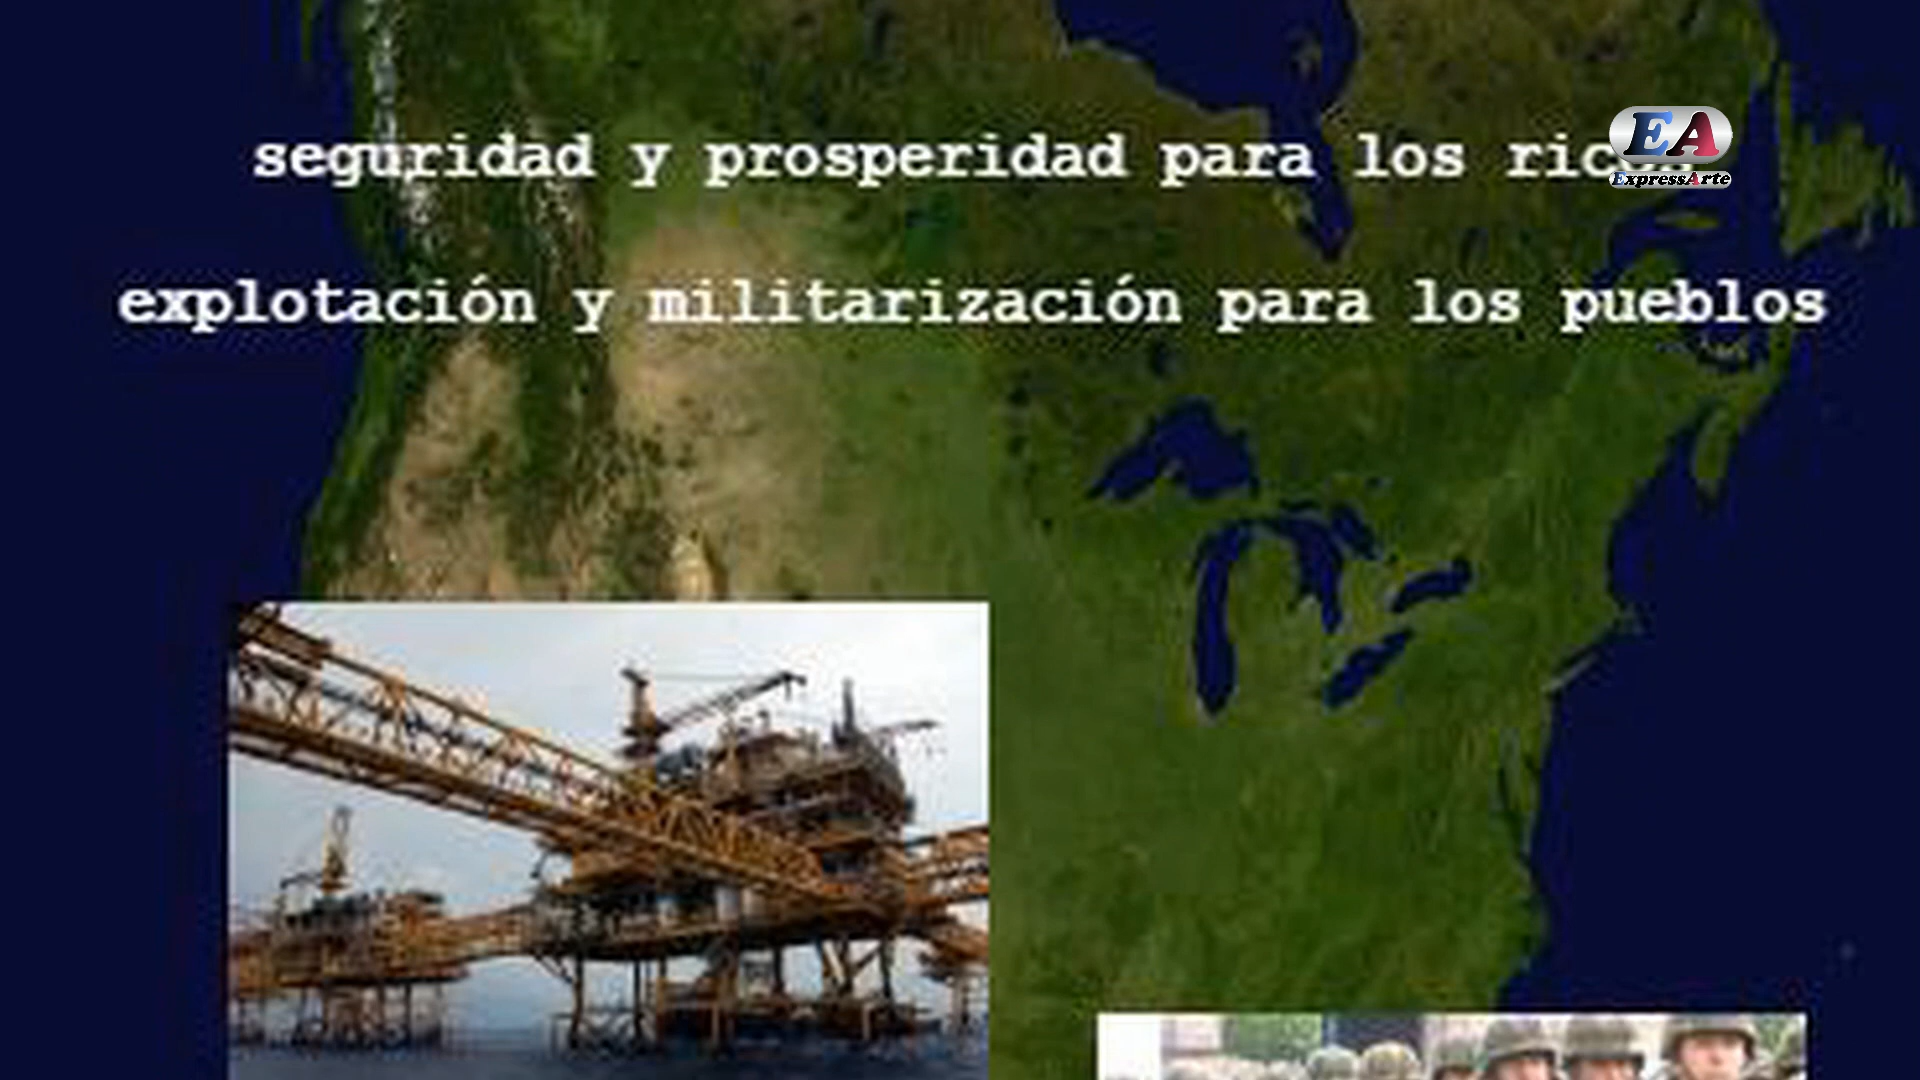 seguridad y prosperidad para los
EA
ExpressArte
explotación y militarización para los pueblos